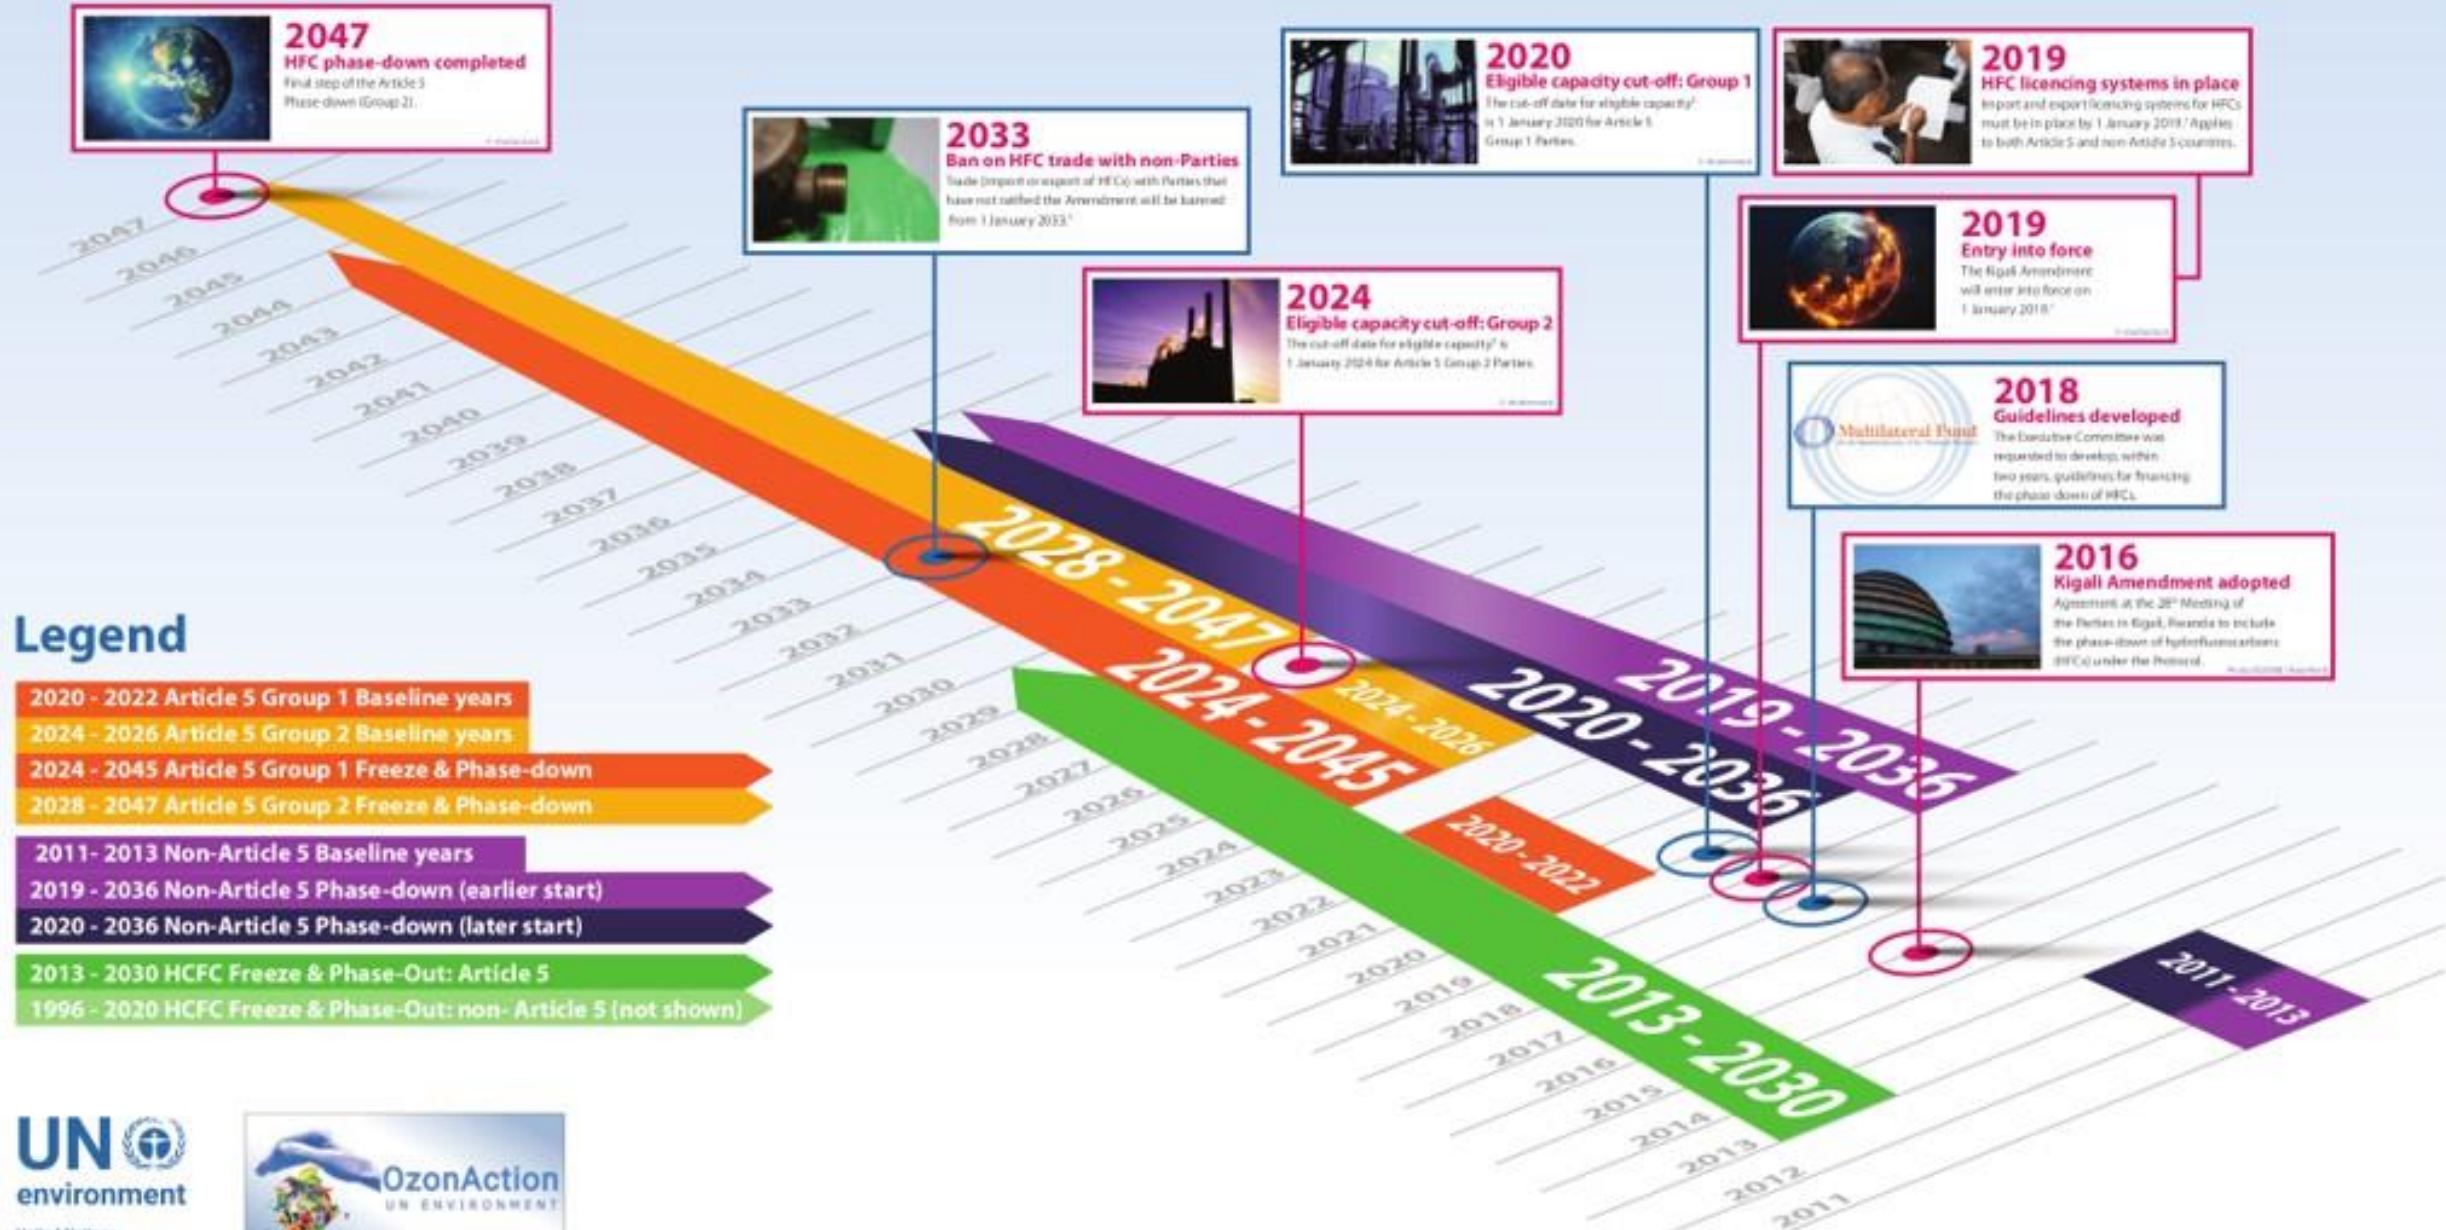 2047
HFC phase-down completed
Final step of the Article 5
Phase-down (Group 2).
2033
Ban on HFC trade with non-Parties
Trade (import or export of HFCs) with Parties that
have not ratified the Amendment will be banned
from 1 January 2033.
2020
Eligible capacity cut-off: Group 1
The cut-off date for eligible capacity
is 1 January 2020 for Article 5
Group 1 Parties.
2019
HFC licencing systems in place
Import and export licencing systems for HFCs
must be in place by 1 January 2019. Applies
to both Article 5 and non-Article 5 countries.
2019
Entry into force
The Kigali Amendment
will enter into force on
1 January 2019.
2024
Eligible capacity cut-off: Group 2
The cut-off date for eligible capacity is
1 January 2024 for Article 5 Group 2 Parties.
2018
Guidelines developed
Multilateral Fund
The Executive Committee was
requested to develop, within
two years, guidelines for financing
the phase-down of HFCs.
2016
Kigali Amendment adopted
Agreement at the 28th Meeting of
the Parties in Kigali, Rwanda to include
the phase-down of hydrofluorocarbons
(HFCs) under the Protocol.
2047
2046
2045
2044
2043
2042
2041
2040
2039
2038
2037
2036
2035
2034
2033
2032
2031
2030
2029
2028
2027
2026
2025
2024
2023
2022
2021
2020
2019
2018
2017
2016
2015
2014
2013
2012
2011
2028 - 2047
2024 - 2026
2024 - 2045
2020 - 2022
2020 - 2036
2019 - 2036
2013 - 2030
2011 - 2013
Legend
2020 - 2022 Article 5 Group 1 Baseline years
2024 - 2026 Article 5 Group 2 Baseline years
2024 - 2045 Article 5 Group 1 Freeze & Phase-down
2028 - 2047 Article 5 Group 2 Freeze & Phase-down
2011- 2013 Non-Article 5 Baseline years
2019 - 2036 Non-Article 5 Phase-down (earlier start)
2020 - 2036 Non-Article 5 Phase-down (later start)
2013 - 2030 HCFC Freeze & Phase-Out: Article 5
1996 - 2020 HCFC Freeze & Phase-Out: non- Article 5 (not shown)
UN
environment
OzonAction
UN ENVIRONMENT